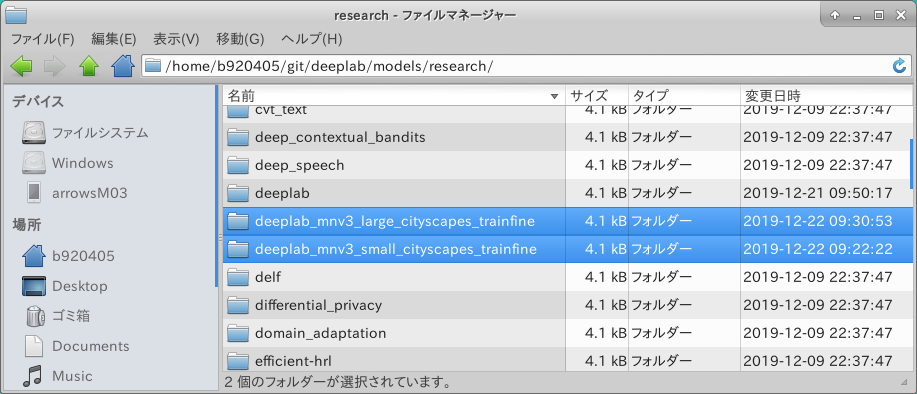 research - ファイルマネージャー
ファイル(F) 編集(E) 表示(V) 移動(G) ヘルプ(H)
/home/b920405/git/deeplab/models/research/
デバイス
ファイルシステム
Windows
arrowsM03
場所
b920405
Desktop
ゴミ箱
Documents
Music
名前 サイズ タイプ 変更日時
cvt_text 4.1 kB フォルダー 2019-12-09 22:37:47
deep_contextual_bandits 4.1 kB フォルダー 2019-12-09 22:37:47
deep_speech 4.1 kB フォルダー 2019-12-09 22:37:47
deeplab 4.1 kB フォルダー 2019-12-21 09:50:17
deeplab_mnv3_large_cityscapes_trainfine 4.1 kB フォルダー 2019-12-22 09:30:53
deeplab_mnv3_small_cityscapes_trainfine 4.1 kB フォルダー 2019-12-22 09:22:22
delf 4.1 kB フォルダー 2019-12-09 22:37:47
differential_privacy 4.1 kB フォルダー 2019-12-09 22:37:47
domain_adaptation 4.1 kB フォルダー 2019-12-09 22:37:47
efficient-hrl 4.1 kB フォルダー 2019-12-09 22:37:47
2 個のフォルダーが選択されています。